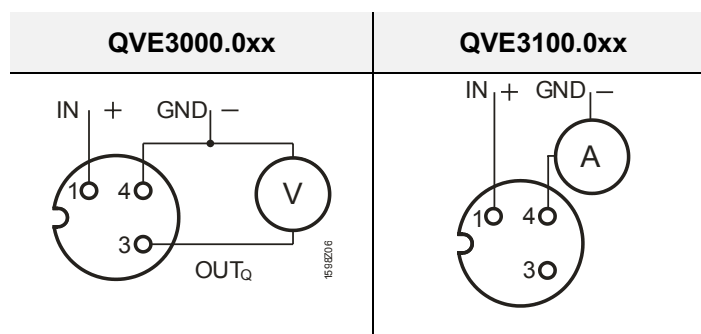 QVE3000.0xx
QVE3100.0xx
IN + GND −
1 4
V
3
OUTQ
1598Z06
IN + GND −
A
1 4
3